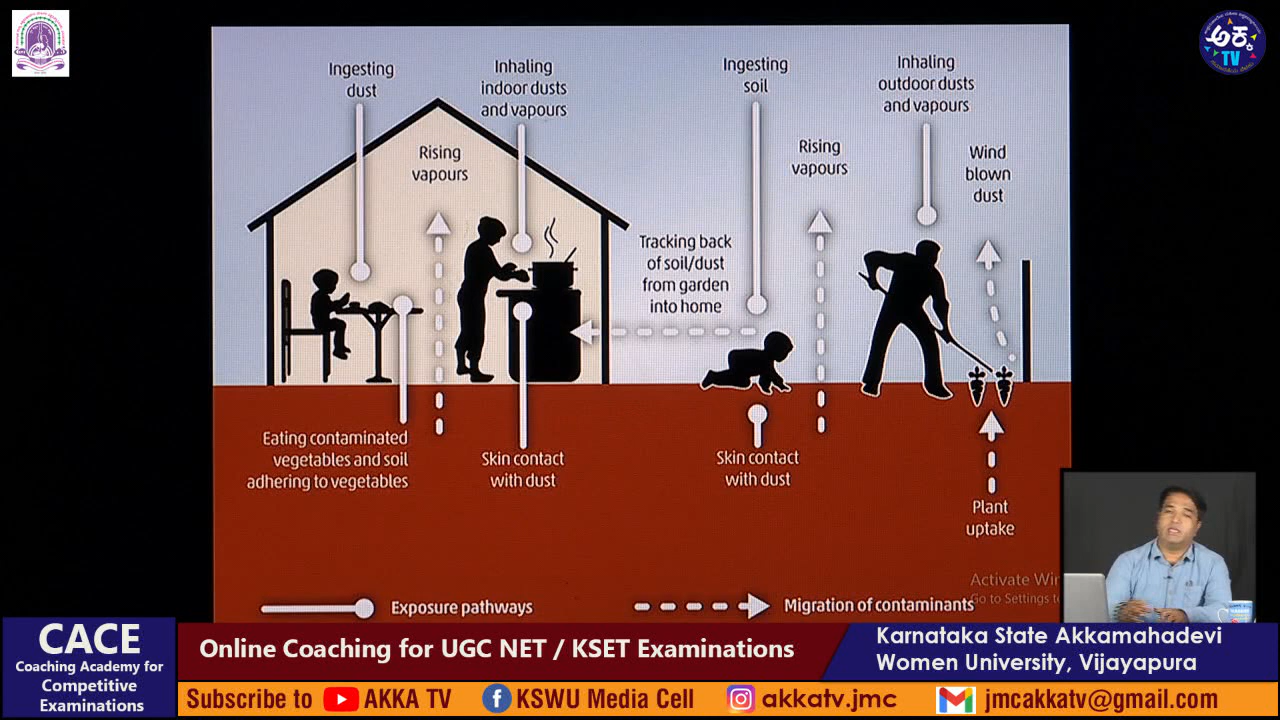 ಅಕ್ಕ
TV
Ingesting
dust
Inhaling
indoor dusts
and vapours
Ingesting
soil
Inhaling
outdoor dusts
and vapours
Rising
vapours
Rising
vapours
Wind
blown
dust
Tracking back
of soil/dust
from garden
into home
Eating contaminated
vegetables and soil
adhering to vegetables
Skin contact
with dust
Skin contact
with dust
Plant
uptake
Activate Win
Go to Settings to
Exposure pathways
Migration of contaminants
CACE
Coaching Academy for
Competitive
Examinations
Online Coaching for UGC NET / KSET Examinations
Karnataka State Akkamahadevi
Women University, Vijayapura
Subscribe to AKKA TV KSWU Media Cell akkatv.jmc jmcakkatv@gmail.com